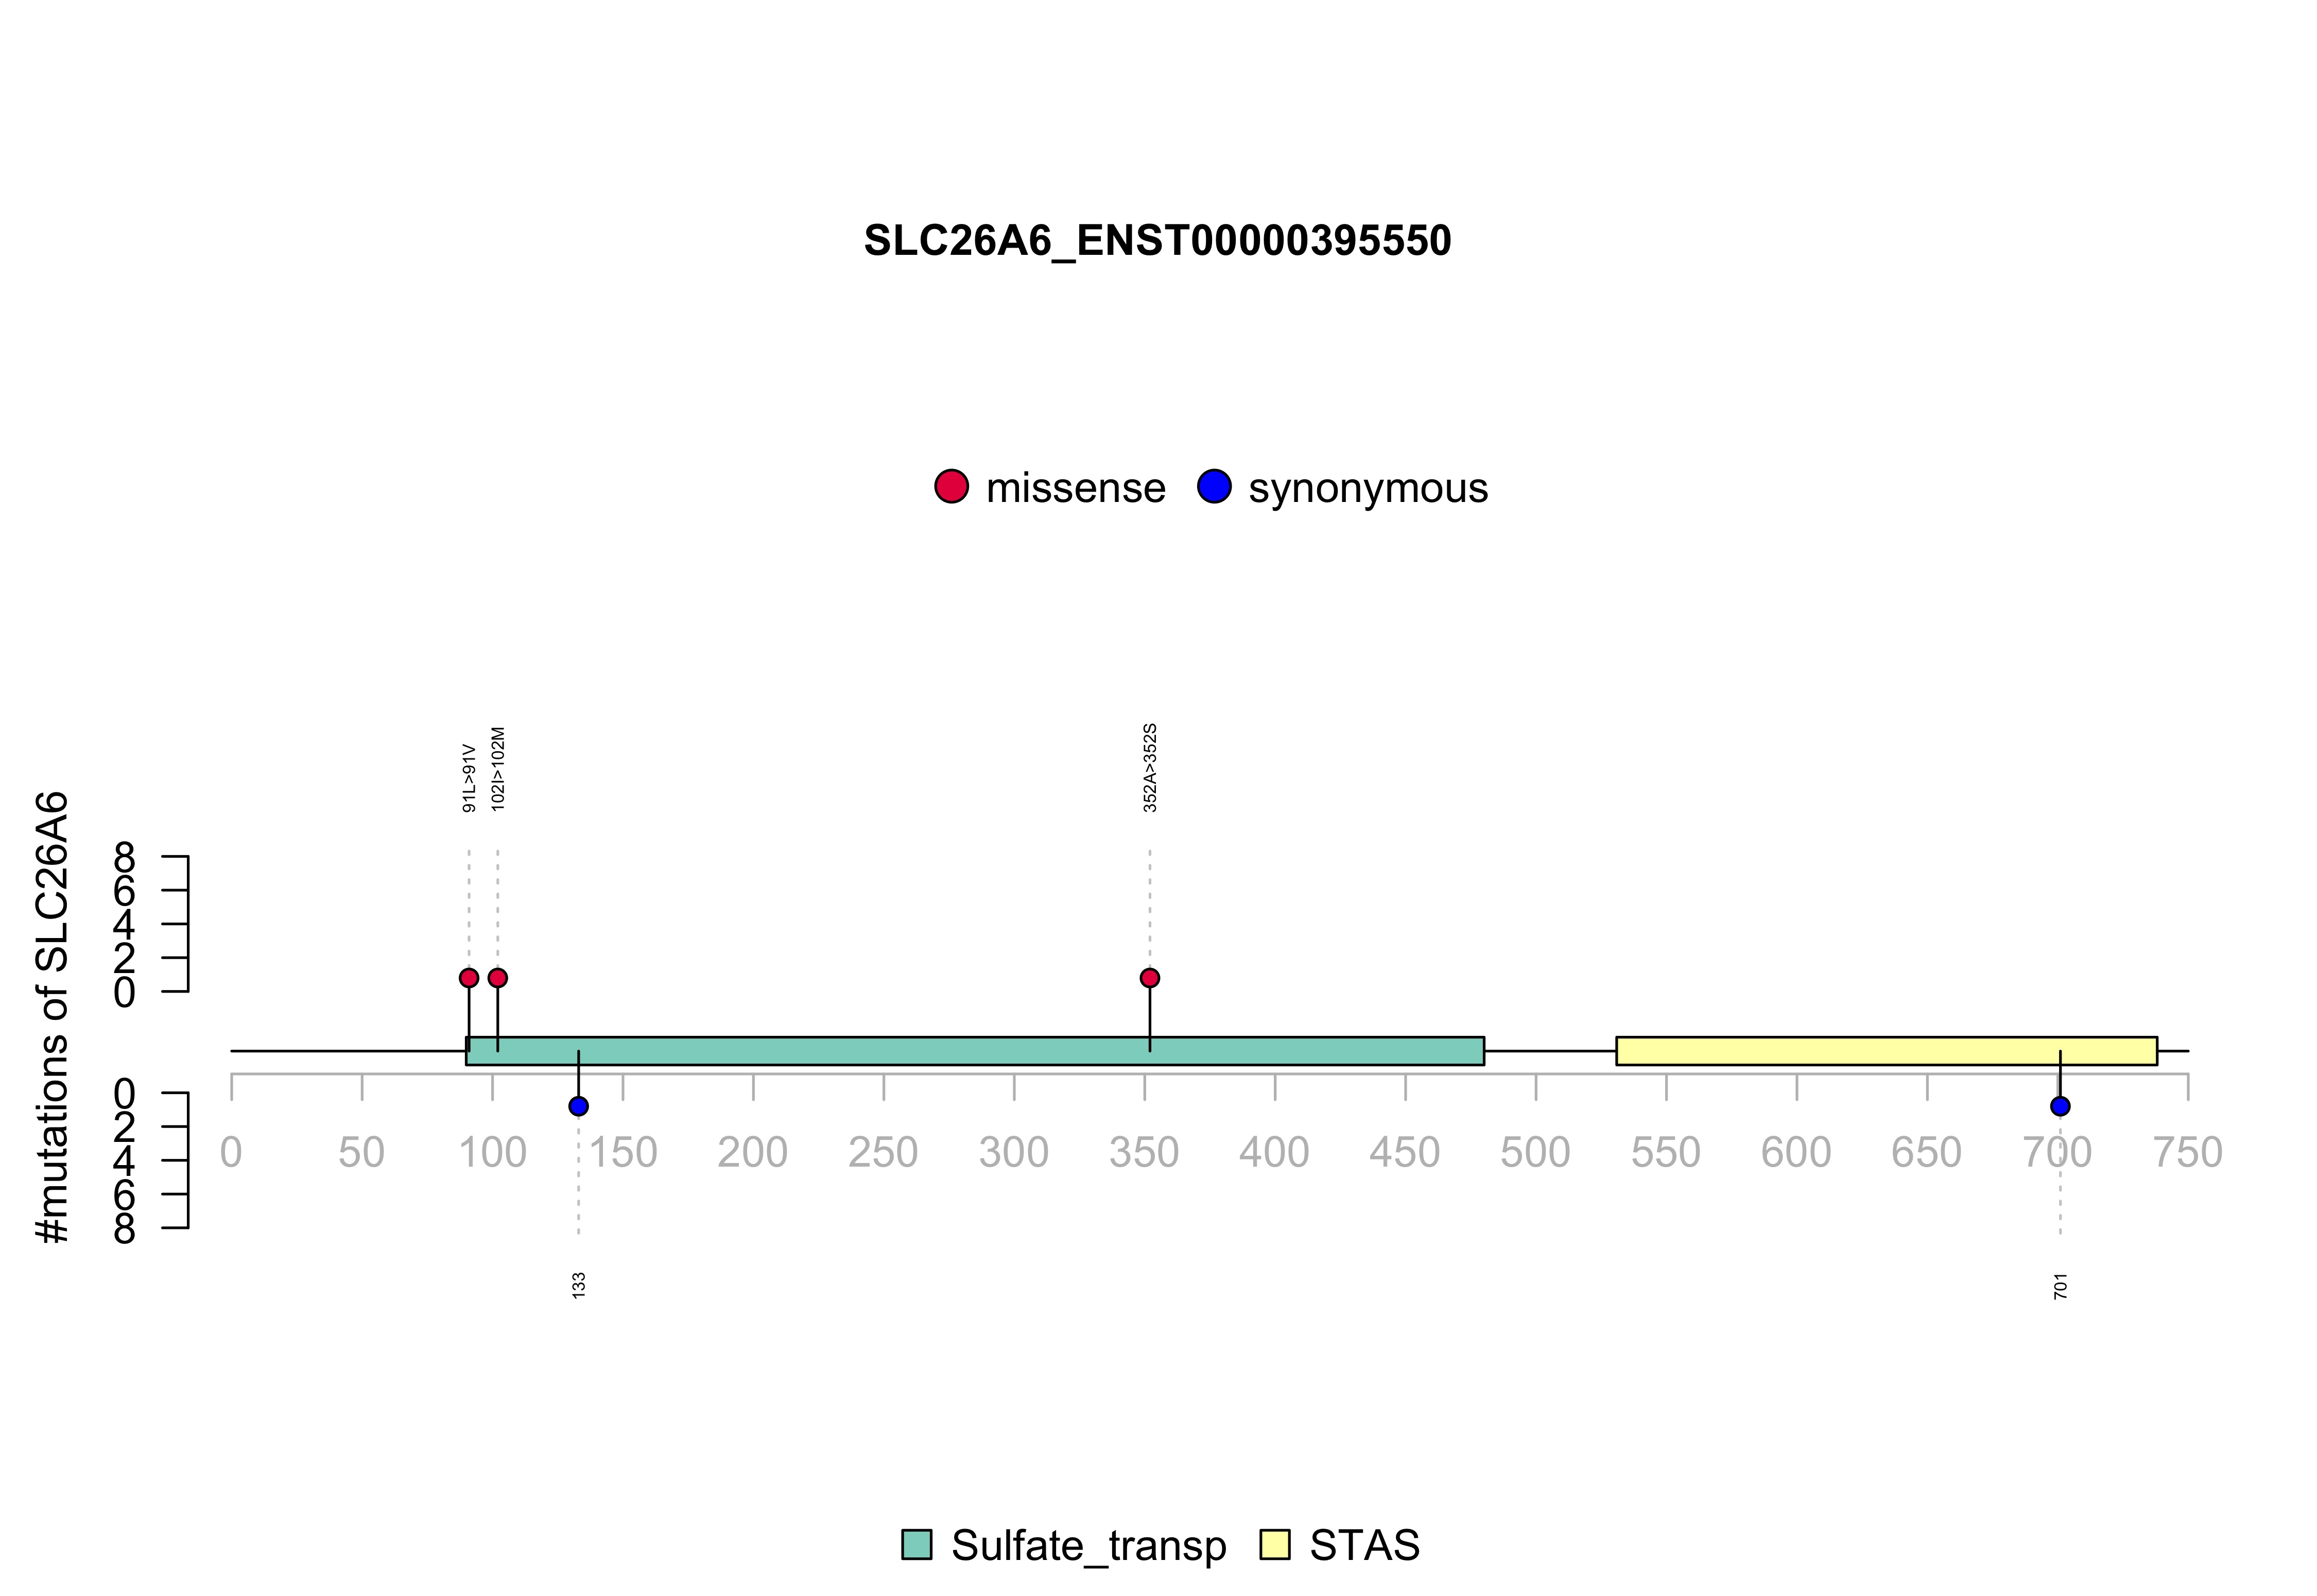 SLC26A6_ENST00000395550
missense synonymous
91L>91V
102I>102M
352A>352S
#mutations of SLC26A6
8
6
4
2
0
0
2
4
6
8
0 50 100 150 200 250 300 350 400 450 500 550 600 650 700 750
133
701
Sulfate_transp STAS